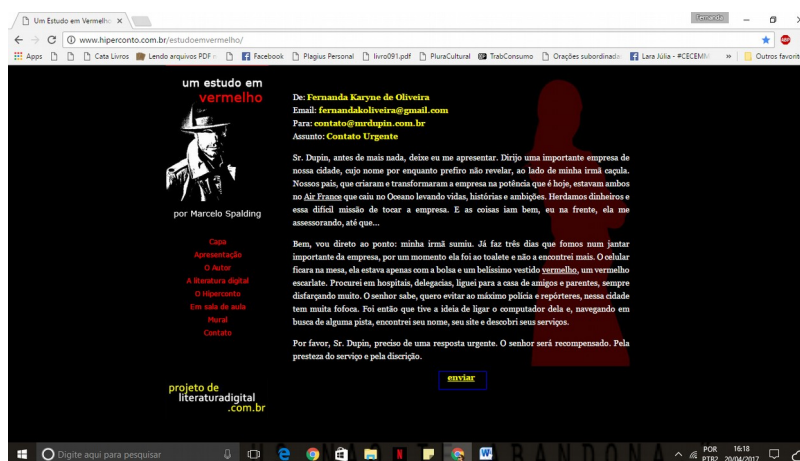 Um Estudo em Vermelho
Fernanda
www.hiperconto.com.br/estudoemvermelho/
Apps Cata Livros Lendo arquivos PDF Facebook Plagius Personal livro091.pdf PluraCultural TrabConsumo Orações subordinada Lara Júlia - #CECEMM Outros favorit
um estudo em
vermelho
por Marcelo Spalding
Capa
Apresentação
O Autor
A literatura digital
O Hiperconto
Em sala de aula
Mural
Contato
projeto de
literaturadigital
.com.br
De: Fernanda Karyne de Oliveira
Email: fernandakoliveira@gmail.com
Para: contato@mrdupin.com.br
Assunto: Contato Urgente
Sr. Dupin, antes de mais nada, deixe eu me apresentar. Dirijo uma importante empresa de
nossa cidade, cujo nome por enquanto prefiro não revelar, ao lado de minha irmã caçula.
Nossos pais, que criaram e transformaram a empresa na potência que é hoje, estavam ambos
no Air France que caiu no Oceano levando vidas, histórias e ambições. Herdamos dinheiros e
essa difícil missão de tocar a empresa. E as coisas iam bem, eu na frente, ela me
assessorando, até que...
Bem, vou direto ao ponto: minha irmã sumiu. Já faz três dias que fomos num jantar
importante da empresa, por um momento ela foi ao toalete e não a encontrei mais. O celular
ficara na mesa, ela estava apenas com a bolsa e um belíssimo vestido vermelho, um vermelho
escarlate. Procurei em hospitais, delegacias, liguei para a casa de amigos e parentes, sempre
disfarçando muito. O senhor sabe, quero evitar ao máximo polícia e repórteres, nessa cidade
tem muita fofoca. Foi então que tive a ideia de ligar o computador dela e, navegando em
busca de alguma pista, encontrei seu nome, seu site e descobri seus serviços.
Por favor, Sr. Dupin, preciso de uma resposta urgente. O senhor será recompensado. Pela
presteza do serviço e pela discrição.
enviar
Digite aqui para pesquisar
POR 16:18
PTB2 20/04/2017